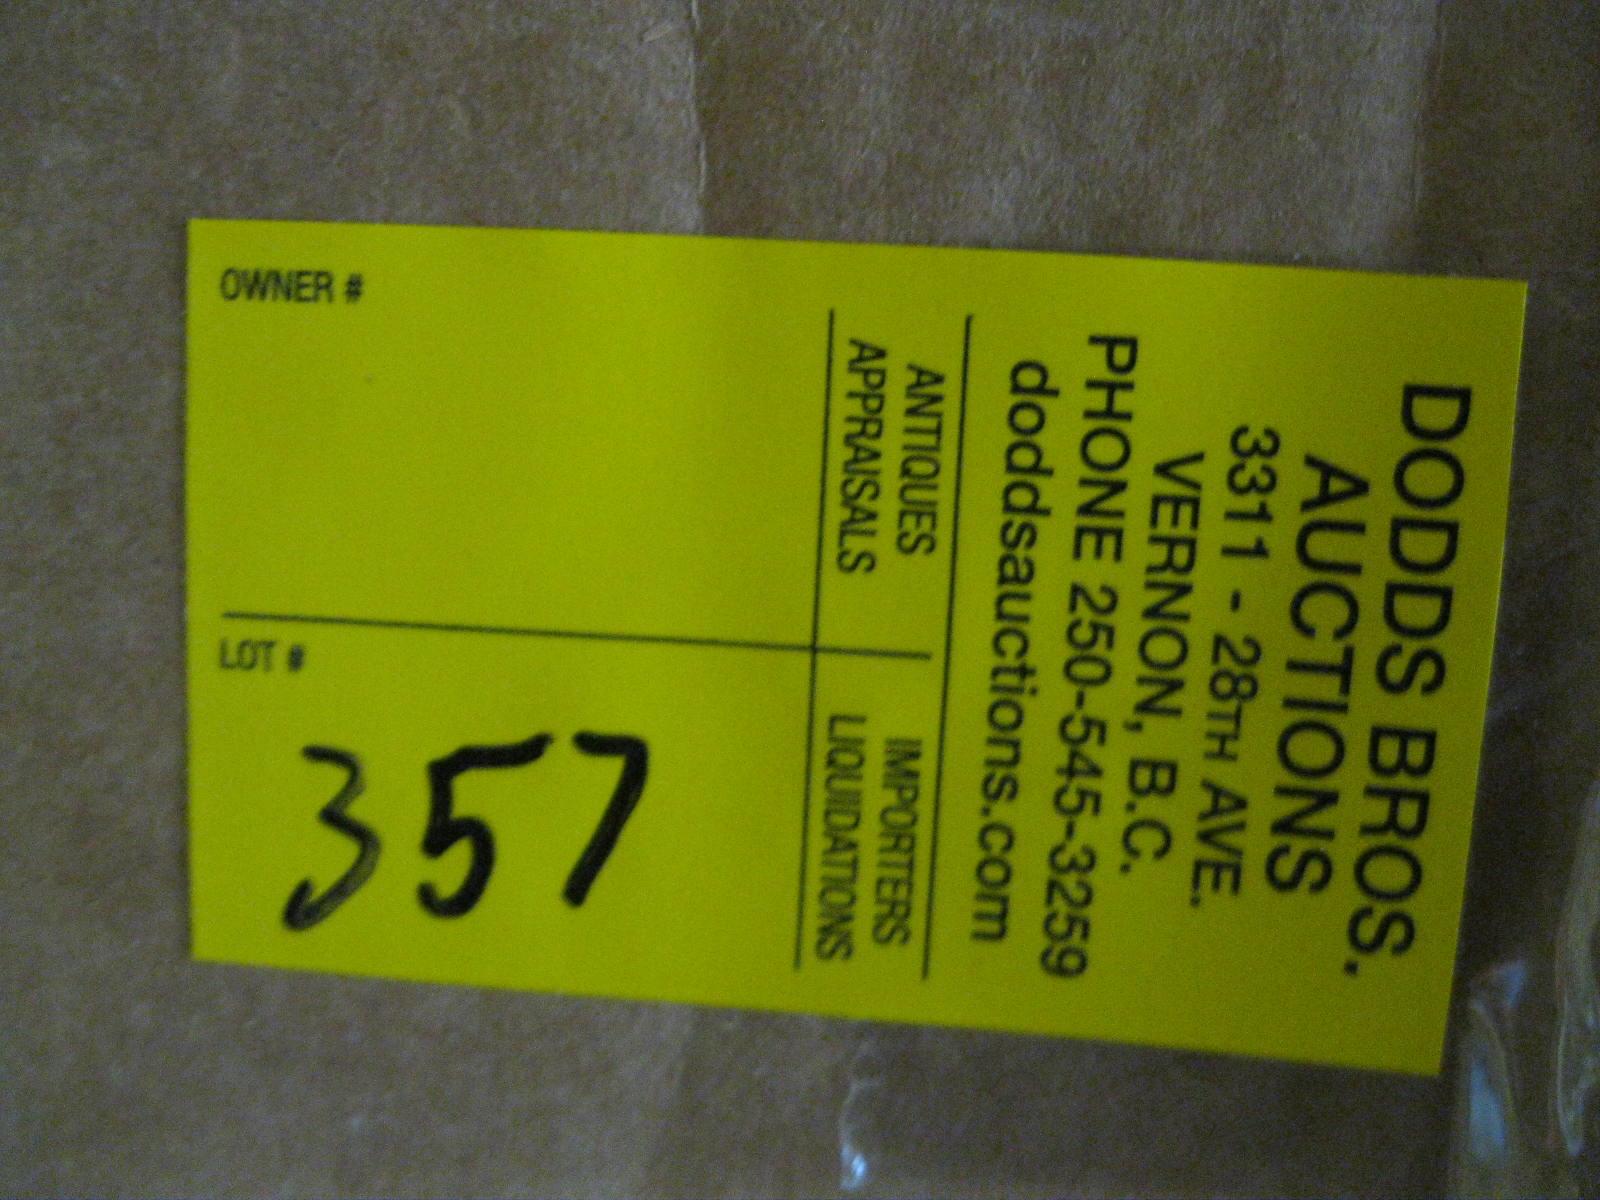 DODDS BROS.
AUCTIONS
3311 - 28TH AVE.
VERNON, B.C.
PHONE 250-545-3259
doddsauctions.com
ANTIQUES
APPRAISALS
IMPORTERS
LIQUIDATIONS
OWNER #
LOT #
357